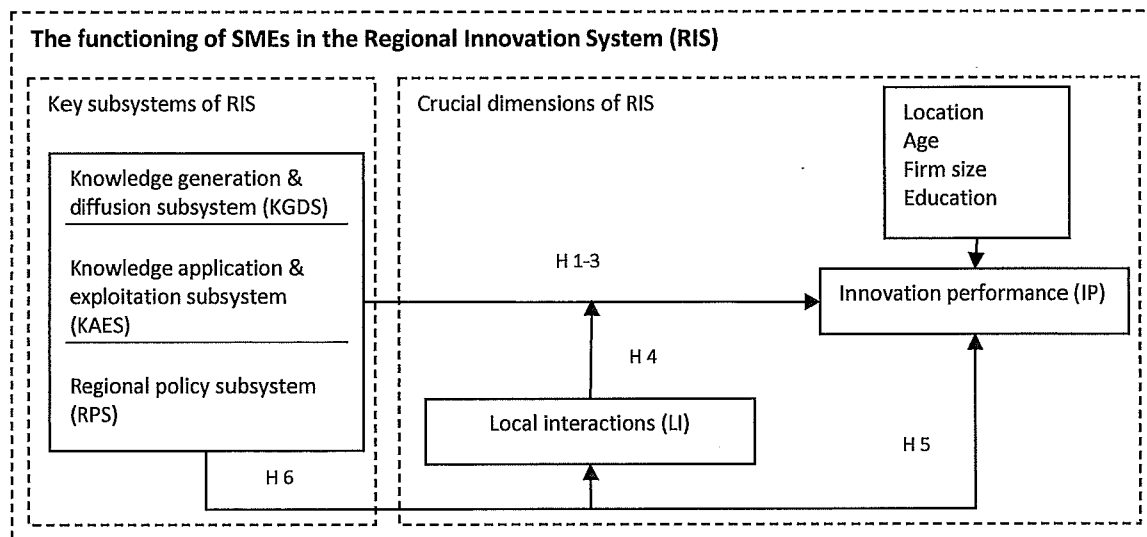 The functioning of SMEs in the Regional Innovation System (RIS)
Key subsystems of RIS
Knowledge generation &
diffusion subsystem (KGDS)
Knowledge application &
exploitation subsystem
(KAES)
Regional policy subsystem
(RPS)
H 6
Crucial dimensions of RIS
Location
Age
Firm size
Education
H 1-3
Innovation performance (IP)
H 4
Local interactions (LI)
H 5